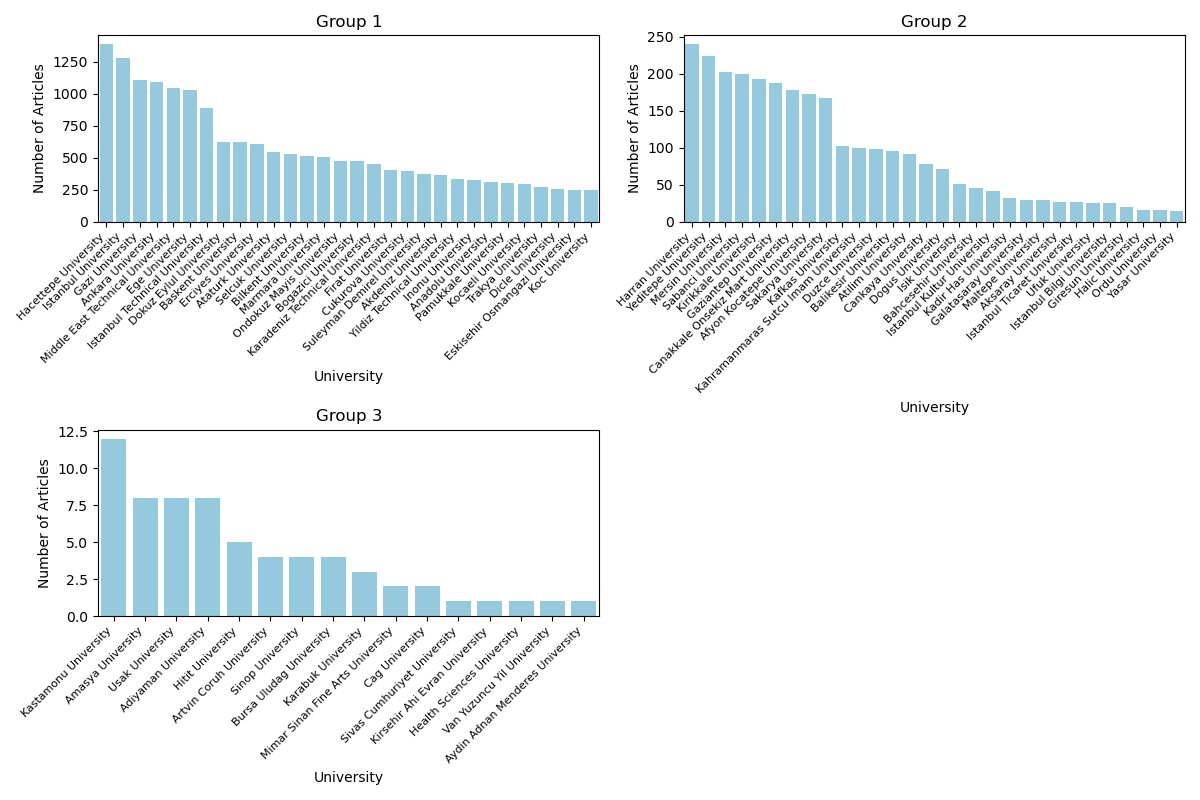 Group 1
Number of Articles
1250
1000
750
500
250
0
Hacettepe University
Istanbul University
Gazi University
Ankara University
Middle East Technical University
Ege University
Istanbul Technical University
Dokuz Eylul University
Baskent University
Erciyes University
Ataturk University
Selcuk University
Bilkent University
Marmara University
Ondokuz Mayis University
Bogazici University
Karadeniz Technical University
Firat University
Cukurova University
Suleyman Demirel University
Akdeniz University
Yildiz Technical University
Inonu University
Anadolu University
Pamukkale University
Kocaeli University
Trakya University
Dicle University
Eskisehir Osmangazi University
Koc University
University
Group 2
Number of Articles
250
200
150
100
50
0
Harran University
Yeditepe University
Mersin University
Sabanci University
Kirikkale University
Gaziantep University
Canakkale Onsekiz Mart University
Afyon Kocatepe University
Sakarya University
Kafkas University
Kahramanmaras Sutcu Imam University
Duzce University
Balikesir University
Atilim University
Cankaya University
Dogus University
Isik University
Bahcesehir University
Istanbul Kultur University
Kadir Has University
Galatasaray University
Maltepe University
Aksaray University
Istanbul Ticaret University
Ufuk University
Istanbul Bilgi University
Giresun University
Halic University
Ordu University
Yasar University
University
Group 3
Number of Articles
12.5
10.0
7.5
5.0
2.5
0.0
Kastamonu University
Amasya University
Usak University
Adiyaman University
Hitit University
Artvin Coruh University
Sinop University
Bursa Uludag University
Karabuk University
Mimar Sinan Fine Arts University
Cag University
Sivas Cumhuriyet University
Kirsehir Ahi Evran University
Health Sciences University
Van Yuzuncu Yil University
Aydin Adnan Menderes University
University